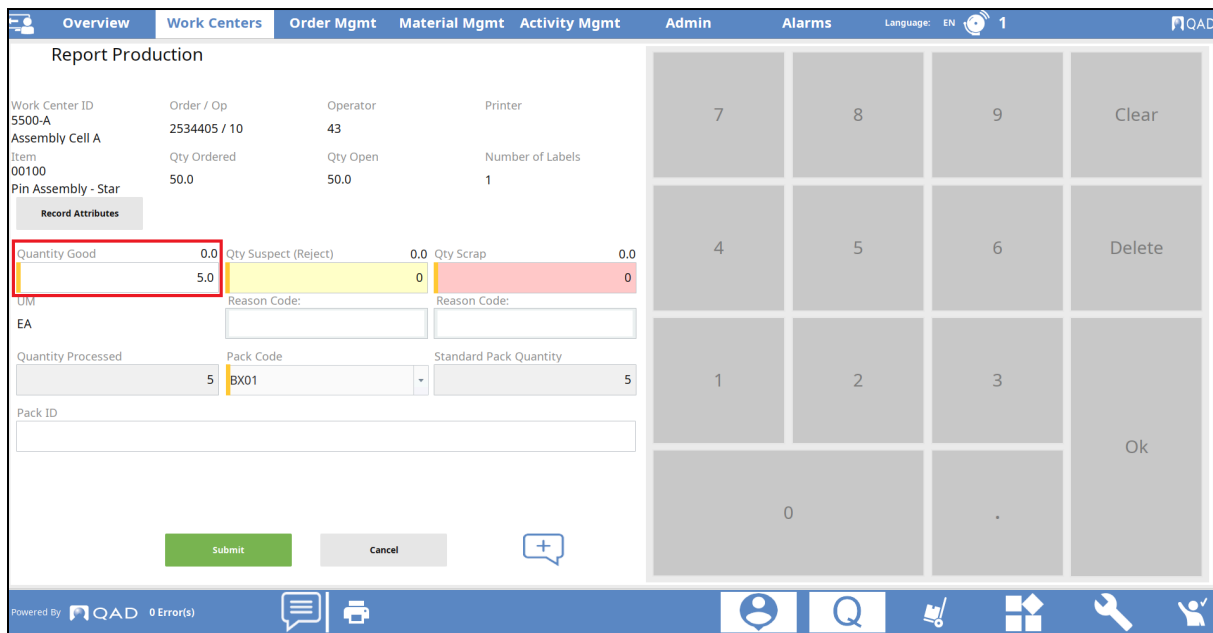 Overview Work Centers Order Mgmt Material Mgmt Activity Mgmt Admin Alarms Language: EN 1 QAD
Report Production
Work Center ID Order / Op Operator Printer
5500-A
2534405 / 10 43
Assembly Cell A
Item Qty Ordered Qty Open Number of Labels
00100
50.0 50.0 1
Pin Assembly - Star
Record Attributes
Quantity Good 0.0 Qty Suspect (Reject) 0.0 Qty Scrap 0.0
5.0 0 0
UM Reason Code: Reason Code:
EA
Quantity Processed Pack Code Standard Pack Quantity
5 BX01 5
Pack ID
Submit Cancel
7 8 9 Clear
4 5 6 Delete
1 2 3
Ok
0 .
Powered By QAD 0 Error(s) Q